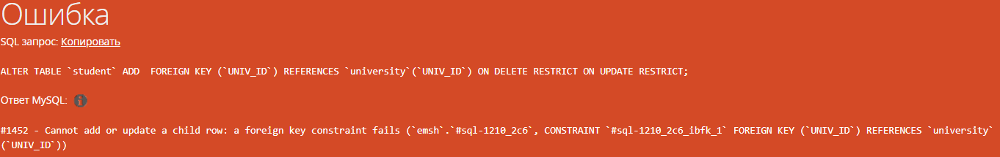 Ошибка
SQL запрос: Копировать
ALTER TABLE `student` ADD  FOREIGN KEY (`UNIV_ID`) REFERENCES `university`(`UNIV_ID`) ON DELETE RESTRICT ON UPDATE RESTRICT;
Ответ MySQL:
#1452 - Cannot add or update a child row: a foreign key constraint fails (`emsh`.`#sql-1210_2c6`, CONSTRAINT `#sql-1210_2c6_ibfk_1` FOREIGN KEY (`UNIV_ID`) REFERENCES `university`
(`UNIV_ID`))